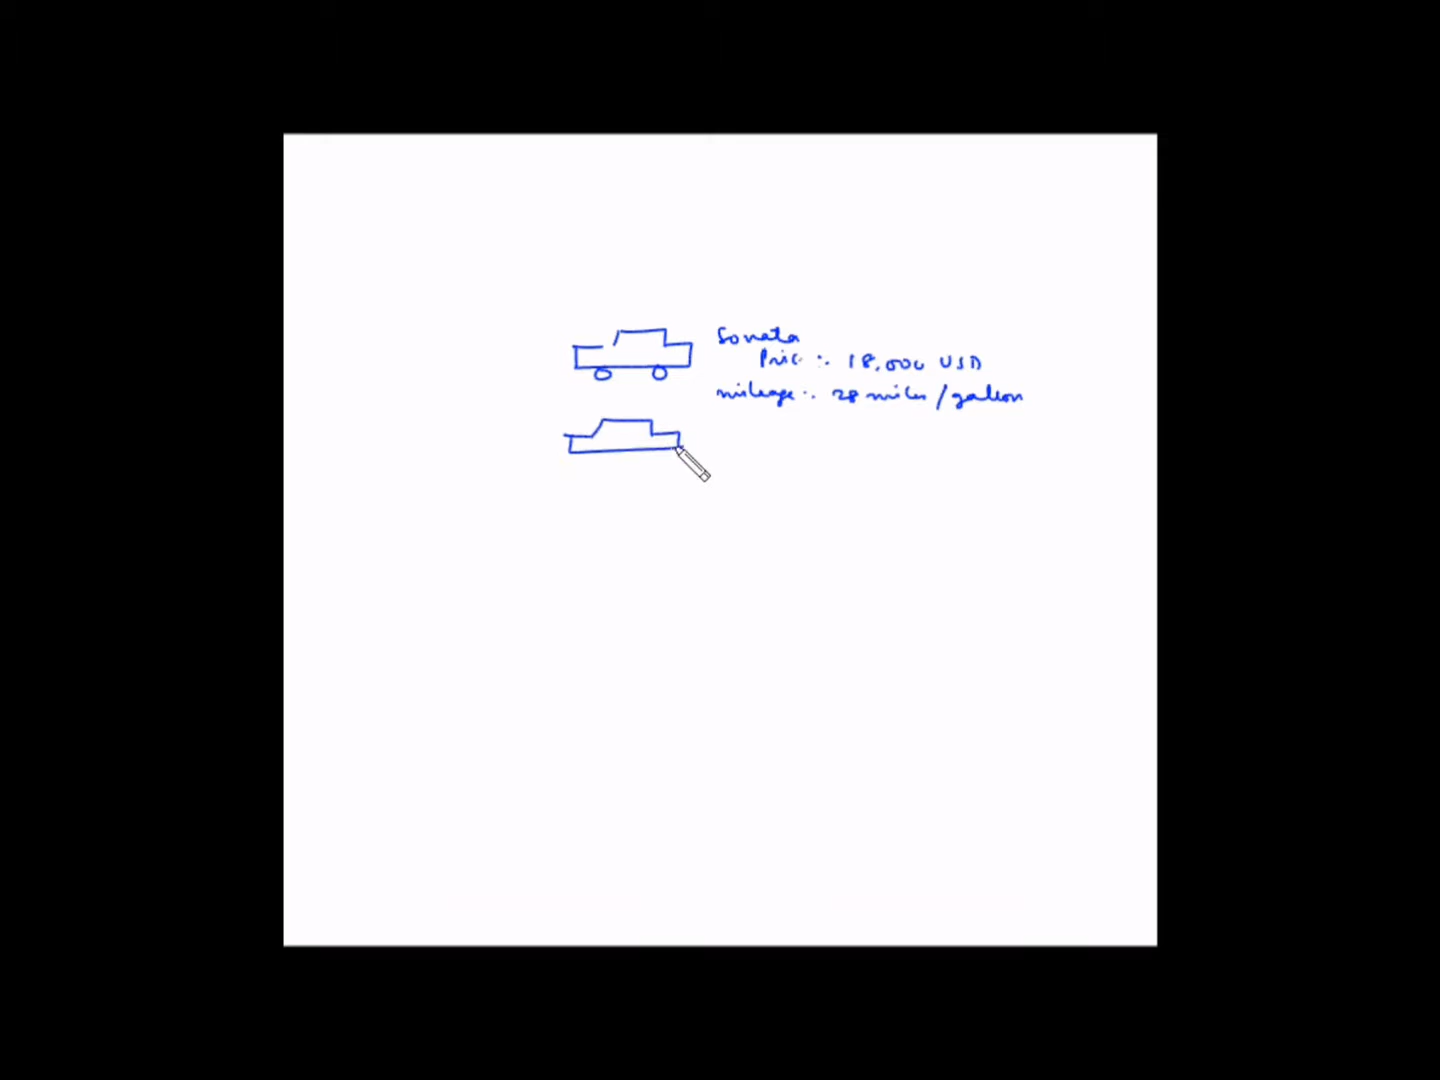 Sonata
Price :. 18,000 USD
mileage :. 28 miles/gallon